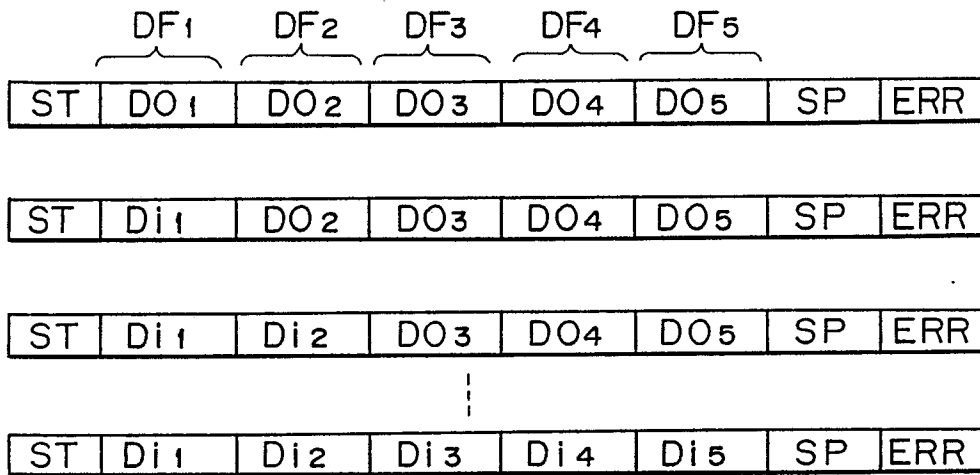 DF1 DF2 DF3 DF4 DF5
ST DO1 DO2 DO3 DO4 DO5 SP ERR
ST Di1 DO2 DO3 DO4 DO5 SP ERR
ST Di1 Di2 DO3 DO4 DO5 SP ERR
ST Di1 Di2 Di3 Di4 Di5 SP ERR